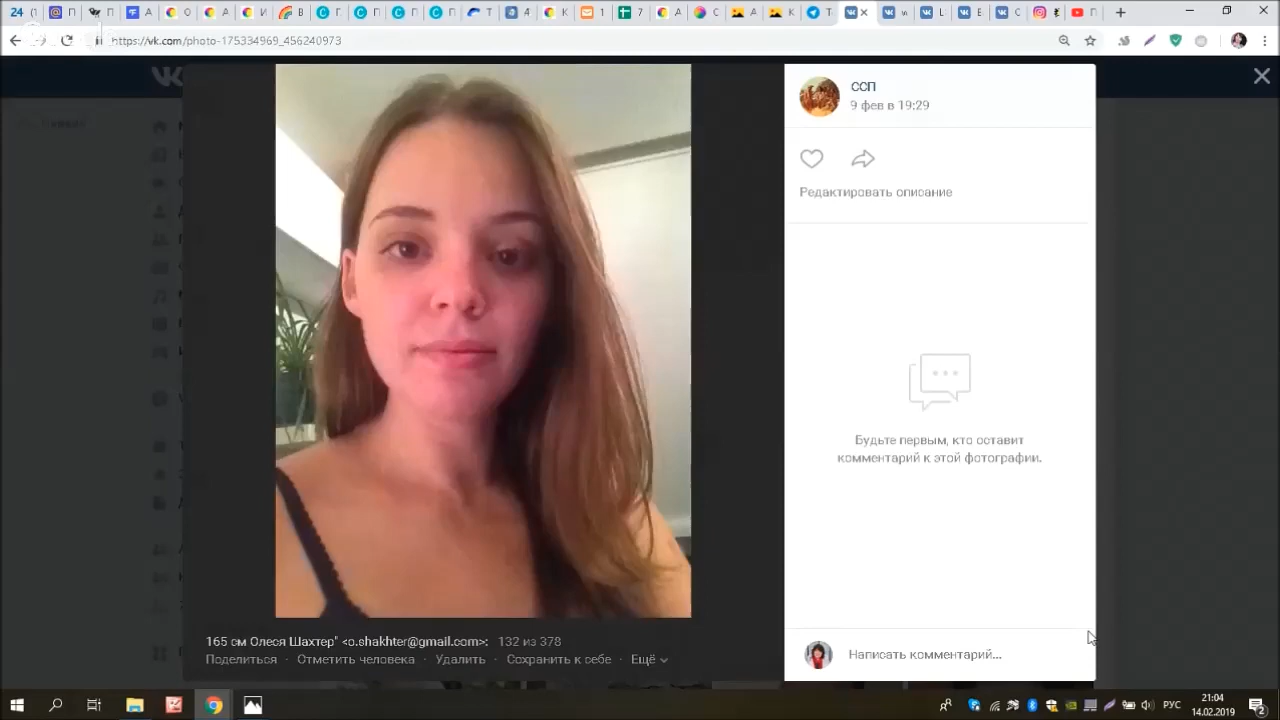 https://vk.com/photo-175334969_456240973
ССП
9 фев в 19:29
Редактировать описание
Будьте первым, кто оставит
комментарий к этой фотографии.
165 см Олеся Шахтер" <o.shakhter@gmail.com>: 132 из 378
Поделиться · Отметить человека · Удалить · Сохранить к себе · Ещё
Написать комментарий...
РУС
21:04
14.02.2019